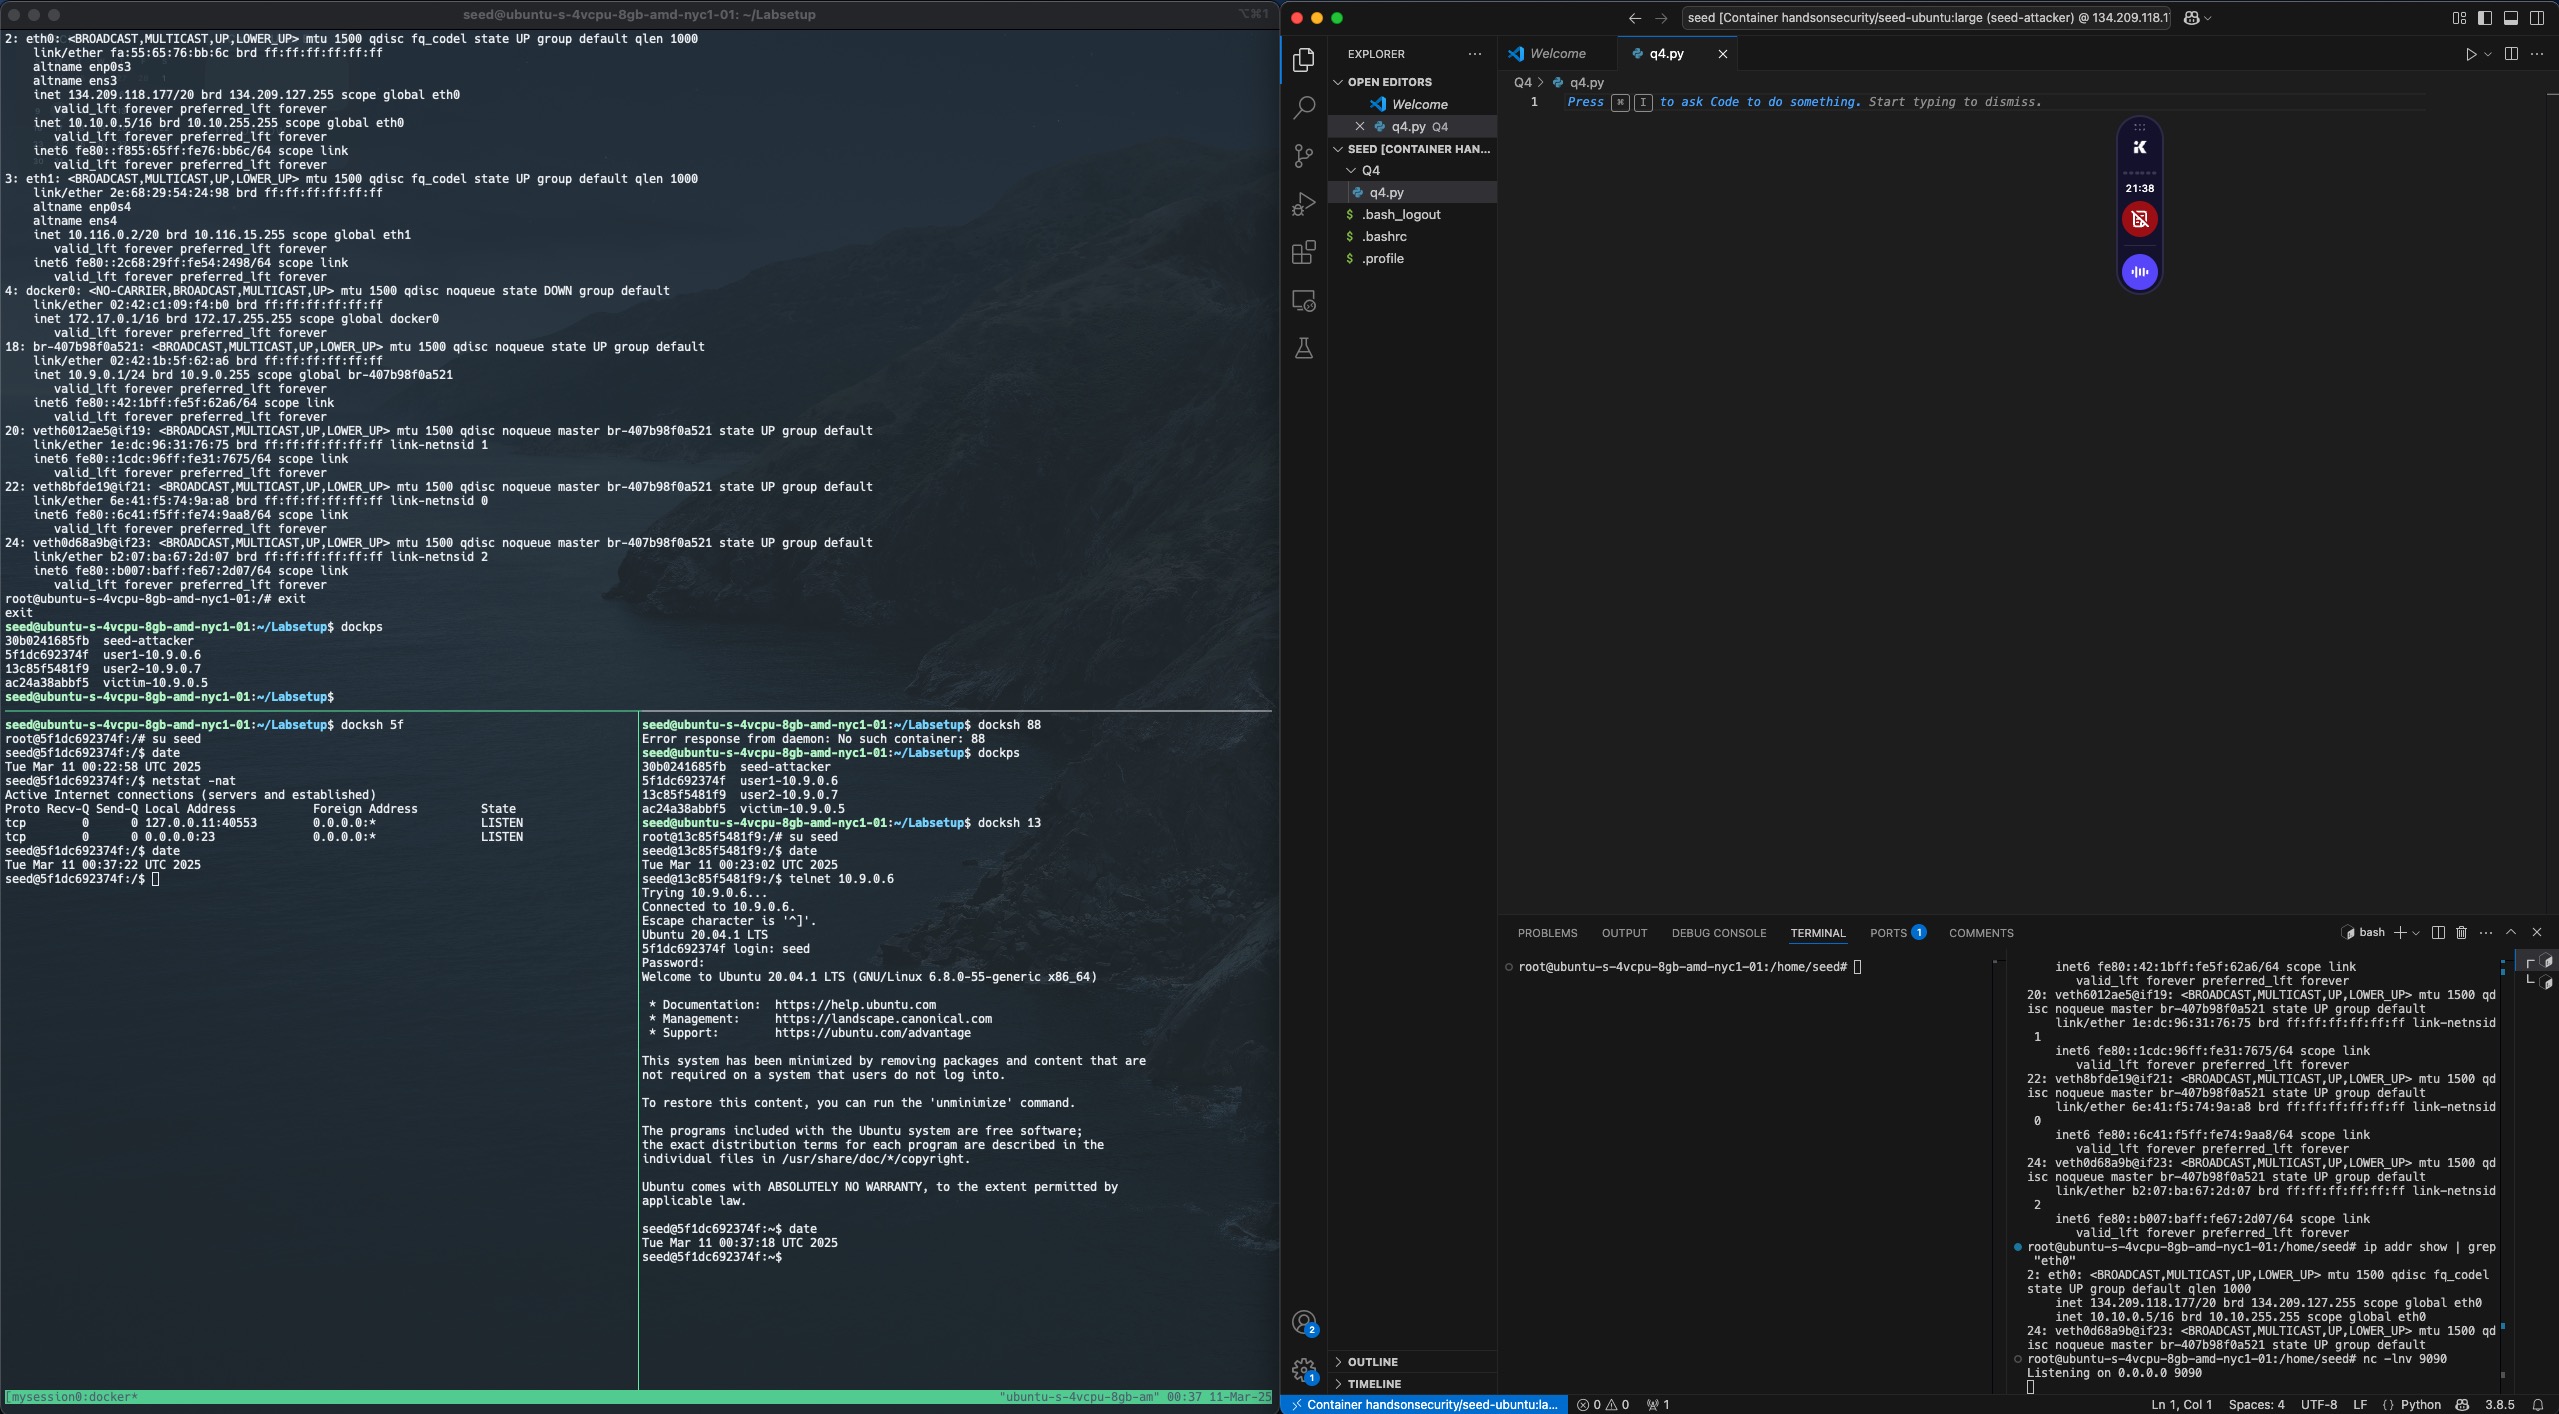 seed@ubuntu-s-4vcpu-8gb-amd-nyc1-01: ~/Labsetup
⌥⌘1
2: eth0: <BROADCAST,MULTICAST,UP,LOWER_UP> mtu 1500 qdisc fq_codel state UP group default qlen 1000
link/ether fa:55:65:76:bb:6c brd ff:ff:ff:ff:ff:ff
altname enp0s3
altname ens3
inet 134.209.118.177/20 brd 134.209.127.255 scope global eth0
valid_lft forever preferred_lft forever
inet 10.10.0.5/16 brd 10.10.255.255 scope global eth0
valid_lft forever preferred_lft forever
inet6 fe80::f855:65ff:fe76:bb6c/64 scope link
valid_lft forever preferred_lft forever
3: eth1: <BROADCAST,MULTICAST,UP,LOWER_UP> mtu 1500 qdisc fq_codel state UP group default qlen 1000
link/ether 2e:68:29:54:24:98 brd ff:ff:ff:ff:ff:ff
altname enp0s4
altname ens4
inet 10.116.0.2/20 brd 10.116.15.255 scope global eth1
valid_lft forever preferred_lft forever
inet6 fe80::2c68:29ff:fe54:2498/64 scope link
valid_lft forever preferred_lft forever
4: docker0: <NO-CARRIER,BROADCAST,MULTICAST,UP> mtu 1500 qdisc noqueue state DOWN group default
link/ether 02:42:c1:09:f4:b0 brd ff:ff:ff:ff:ff:ff
inet 172.17.0.1/16 brd 172.17.255.255 scope global docker0
valid_lft forever preferred_lft forever
18: br-407b98f0a521: <BROADCAST,MULTICAST,UP,LOWER_UP> mtu 1500 qdisc noqueue state UP group default
link/ether 02:42:1b:5f:62:a6 brd ff:ff:ff:ff:ff:ff
inet 10.9.0.1/24 brd 10.9.0.255 scope global br-407b98f0a521
valid_lft forever preferred_lft forever
inet6 fe80::42:1bff:fe5f:62a6/64 scope link
valid_lft forever preferred_lft forever
20: veth6012ae5@if19: <BROADCAST,MULTICAST,UP,LOWER_UP> mtu 1500 qdisc noqueue master br-407b98f0a521 state UP group default
link/ether 1e:dc:96:31:76:75 brd ff:ff:ff:ff:ff:ff link-netnsid 1
inet6 fe80::1cdc:96ff:fe31:7675/64 scope link
valid_lft forever preferred_lft forever
22: veth8bfde19@if21: <BROADCAST,MULTICAST,UP,LOWER_UP> mtu 1500 qdisc noqueue master br-407b98f0a521 state UP group default
link/ether 6e:41:f5:74:9a:a8 brd ff:ff:ff:ff:ff:ff link-netnsid 0
inet6 fe80::6c41:f5ff:fe74:9aa8/64 scope link
valid_lft forever preferred_lft forever
24: veth0d68a9b@if23: <BROADCAST,MULTICAST,UP,LOWER_UP> mtu 1500 qdisc noqueue master br-407b98f0a521 state UP group default
link/ether b2:07:ba:67:2d:07 brd ff:ff:ff:ff:ff:ff link-netnsid 2
inet6 fe80::b007:baff:fe67:2d07/64 scope link
valid_lft forever preferred_lft forever
root@ubuntu-s-4vcpu-8gb-amd-nyc1-01:/# exit
exit
seed@ubuntu-s-4vcpu-8gb-amd-nyc1-01:~/Labsetup$ dockps
30b0241685fb  seed-attacker
5f1dc692374f  user1-10.9.0.6
13c85f5481f9  user2-10.9.0.7
ac24a38abbf5  victim-10.9.0.5
seed@ubuntu-s-4vcpu-8gb-amd-nyc1-01:~/Labsetup$
seed@ubuntu-s-4vcpu-8gb-amd-nyc1-01:~/Labsetup$ docksh 5f
root@5f1dc692374f:/# su seed
seed@5f1dc692374f:/$ date
Tue Mar 11 00:22:58 UTC 2025
seed@5f1dc692374f:/$ netstat -nat
Active Internet connections (servers and established)
Proto Recv-Q Send-Q Local Address           Foreign Address         State
tcp        0      0 127.0.0.11:40553        0.0.0.0:*               LISTEN
tcp        0      0 0.0.0.0:23              0.0.0.0:*               LISTEN
seed@5f1dc692374f:/$ date
Tue Mar 11 00:37:22 UTC 2025
seed@5f1dc692374f:/$
seed@ubuntu-s-4vcpu-8gb-amd-nyc1-01:~/Labsetup$ docksh 88
Error response from daemon: No such container: 88
seed@ubuntu-s-4vcpu-8gb-amd-nyc1-01:~/Labsetup$ dockps
30b0241685fb  seed-attacker
5f1dc692374f  user1-10.9.0.6
13c85f5481f9  user2-10.9.0.7
ac24a38abbf5  victim-10.9.0.5
seed@ubuntu-s-4vcpu-8gb-amd-nyc1-01:~/Labsetup$ docksh 13
root@13c85f5481f9:/# su seed
seed@13c85f5481f9:/$ date
Tue Mar 11 00:23:02 UTC 2025
seed@13c85f5481f9:/$ telnet 10.9.0.6
Trying 10.9.0.6...
Connected to 10.9.0.6.
Escape character is '^]'.
Ubuntu 20.04.1 LTS
5f1dc692374f login: seed
Password:
Welcome to Ubuntu 20.04.1 LTS (GNU/Linux 6.8.0-55-generic x86_64)
* Documentation:  https://help.ubuntu.com
* Management:     https://landscape.canonical.com
* Support:        https://ubuntu.com/advantage
This system has been minimized by removing packages and content that are
not required on a system that users do not log into.
To restore this content, you can run the 'unminimize' command.
The programs included with the Ubuntu system are free software;
the exact distribution terms for each program are described in the
individual files in /usr/share/doc/*/copyright.
Ubuntu comes with ABSOLUTELY NO WARRANTY, to the extent permitted by
applicable law.
seed@5f1dc692374f:~$ date
Tue Mar 11 00:37:18 UTC 2025
seed@5f1dc692374f:~$
[mysession0:docker*
"ubuntu-s-4vcpu-8gb-am" 00:37 11-Mar-25
seed [Container handsonsecurity/seed-ubuntu:large (seed-attacker) @ 134.209.118.1
EXPLORER
OPEN EDITORS
Welcome
q4.py Q4
SEED [CONTAINER HAN...
Q4
q4.py
$ .bash_logout
$ .bashrc
$ .profile
OUTLINE
TIMELINE
2
1
Welcome
q4.py
Q4 > q4.py
1
Press ⌘ I to ask Code to do something. Start typing to dismiss.
21:38
PROBLEMS
OUTPUT
DEBUG CONSOLE
TERMINAL
PORTS 1
COMMENTS
bash
root@ubuntu-s-4vcpu-8gb-amd-nyc1-01:/home/seed#
inet6 fe80::42:1bff:fe5f:62a6/64 scope link
valid_lft forever preferred_lft forever
20: veth6012ae5@if19: <BROADCAST,MULTICAST,UP,LOWER_UP> mtu 1500 qd
isc noqueue master br-407b98f0a521 state UP group default
link/ether 1e:dc:96:31:76:75 brd ff:ff:ff:ff:ff:ff link-netnsid
1
inet6 fe80::1cdc:96ff:fe31:7675/64 scope link
valid_lft forever preferred_lft forever
22: veth8bfde19@if21: <BROADCAST,MULTICAST,UP,LOWER_UP> mtu 1500 qd
isc noqueue master br-407b98f0a521 state UP group default
link/ether 6e:41:f5:74:9a:a8 brd ff:ff:ff:ff:ff:ff link-netnsid
0
inet6 fe80::6c41:f5ff:fe74:9aa8/64 scope link
valid_lft forever preferred_lft forever
24: veth0d68a9b@if23: <BROADCAST,MULTICAST,UP,LOWER_UP> mtu 1500 qd
isc noqueue master br-407b98f0a521 state UP group default
link/ether b2:07:ba:67:2d:07 brd ff:ff:ff:ff:ff:ff link-netnsid
2
inet6 fe80::b007:baff:fe67:2d07/64 scope link
valid_lft forever preferred_lft forever
root@ubuntu-s-4vcpu-8gb-amd-nyc1-01:/home/seed# ip addr show | grep
"eth0"
2: eth0: <BROADCAST,MULTICAST,UP,LOWER_UP> mtu 1500 qdisc fq_codel
state UP group default qlen 1000
inet 134.209.118.177/20 brd 134.209.127.255 scope global eth0
inet 10.10.0.5/16 brd 10.10.255.255 scope global eth0
24: veth0d68a9b@if23: <BROADCAST,MULTICAST,UP,LOWER_UP> mtu 1500 qd
isc noqueue master br-407b98f0a521 state UP group default
root@ubuntu-s-4vcpu-8gb-amd-nyc1-01:/home/seed# nc -lnv 9090
Listening on 0.0.0.0 9090
Container handsonsecurity/seed-ubuntu:la...
0 0
1
Ln 1, Col 1
Spaces: 4
UTF-8
LF
{} Python
3.8.5